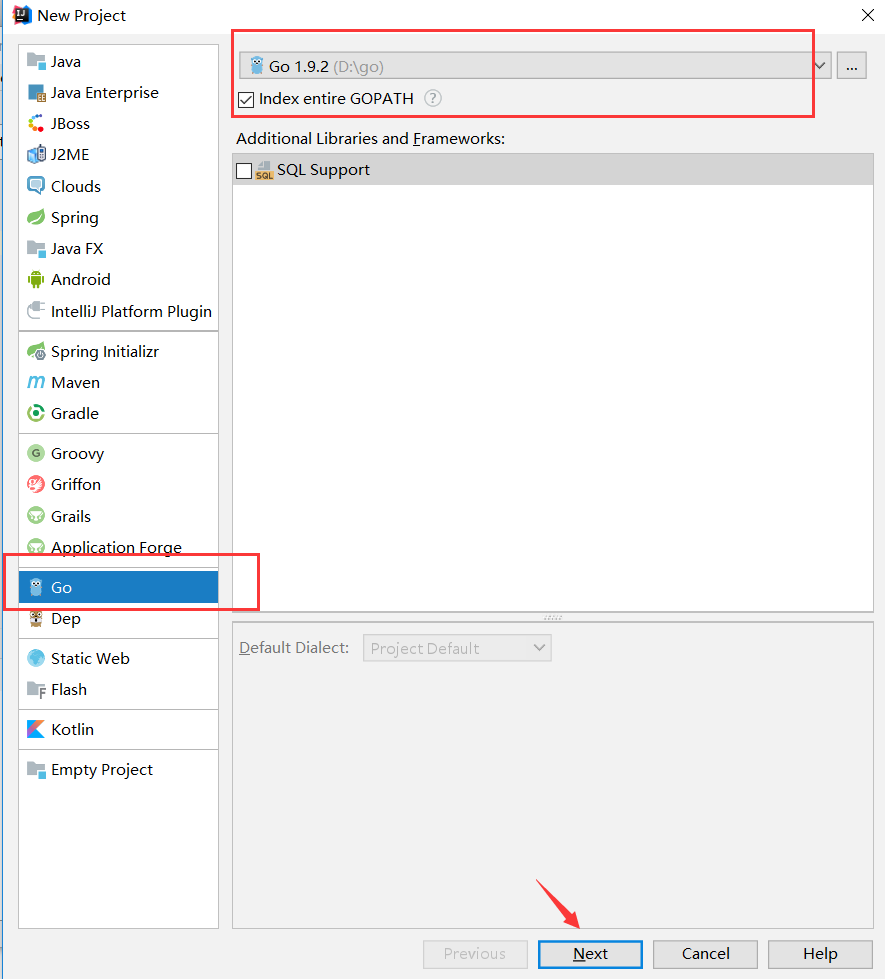 New Project
Java
Java Enterprise
JBoss
J2ME
Clouds
Spring
Java FX
Android
IntelliJ Platform Plugin
Spring Initializr
Maven
Gradle
Groovy
Griffon
Grails
Application Forge
Go
Dep
Static Web
Flash
Kotlin
Empty Project
Go 1.9.2 (D:\go)
...
Index entire GOPATH ?
Additional Libraries and Frameworks:
SQL SQL Support
Default Dialect: Project Default
Previous Next Cancel Help